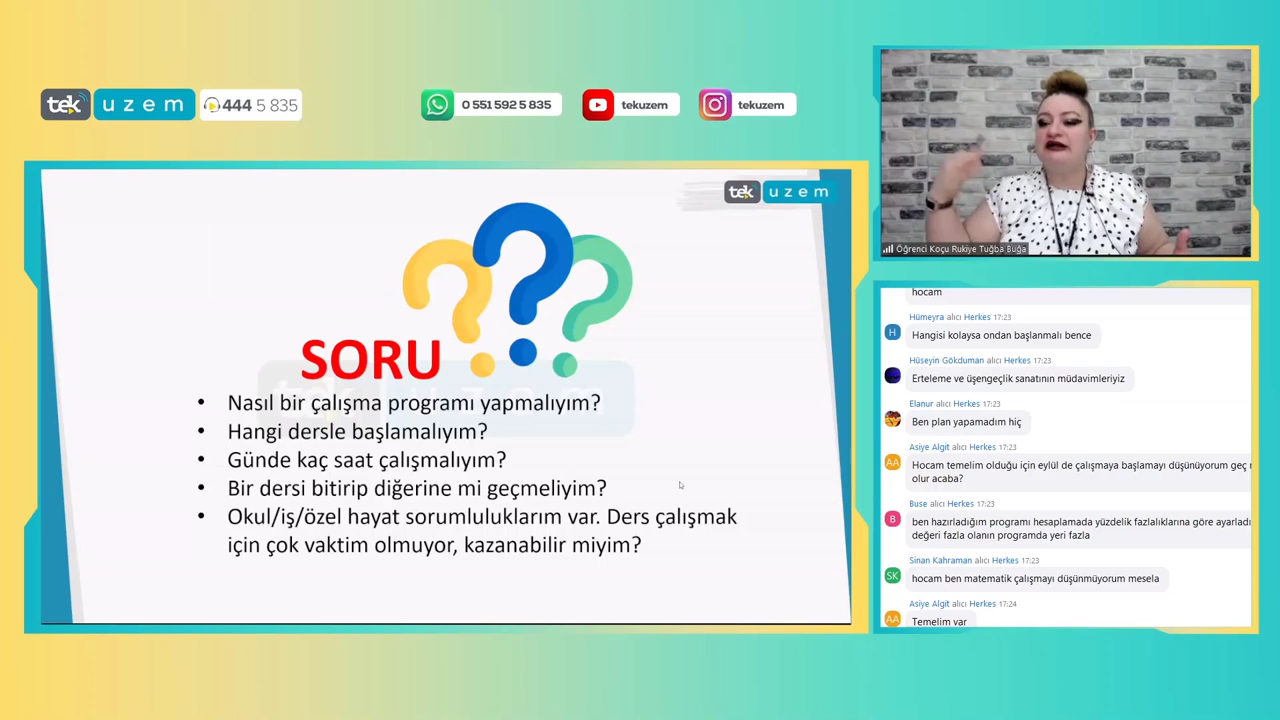 tek uzem 444 5 835
0 551 592 5 835
tekuzem
tekuzem
tek uzem
SORU
• Nasıl bir çalışma programı yapmalıyım?
• Hangi dersle başlamalıyım?
• Günde kaç saat çalışmalıyım?
• Bir dersi bitirip diğerine mi geçmeliyim?
• Okul/iş/özel hayat sorumluluklarım var. Ders çalışmak
için çok vaktim olmuyor, kazanabilir miyim?
Öğrenci Koçu Rukiye Tuğba Buğa
hocam
Hümeyra alıcı Herkes 17:23
H
Hangisi kolaysa ondan başlanmalı bence
Hüseyin Gökduman alıcı Herkes 17:23
Erteleme ve üşengeçlik sanatının müdavimleriyiz
Elanur alıcı Herkes 17:23
Ben plan yapamadım hiç
Asiye Algit alıcı Herkes 17:23
AA
Hocam temelim olduğu için eylül de çalışmaya başlamayı düşünüyorum geç
olur acaba?
Buse alıcı Herkes 17:23
B
ben hazırladığım programı hesaplamada yüzdelik fazlalıklarına göre ayarladı
değeri fazla olanın programda yeri fazla
Sinan Kahraman alıcı Herkes 17:23
SK
hocam ben matematik çalışmayı düşünmüyorum mesela
Asiye Algit alıcı Herkes 17:24
AA
Temelim var